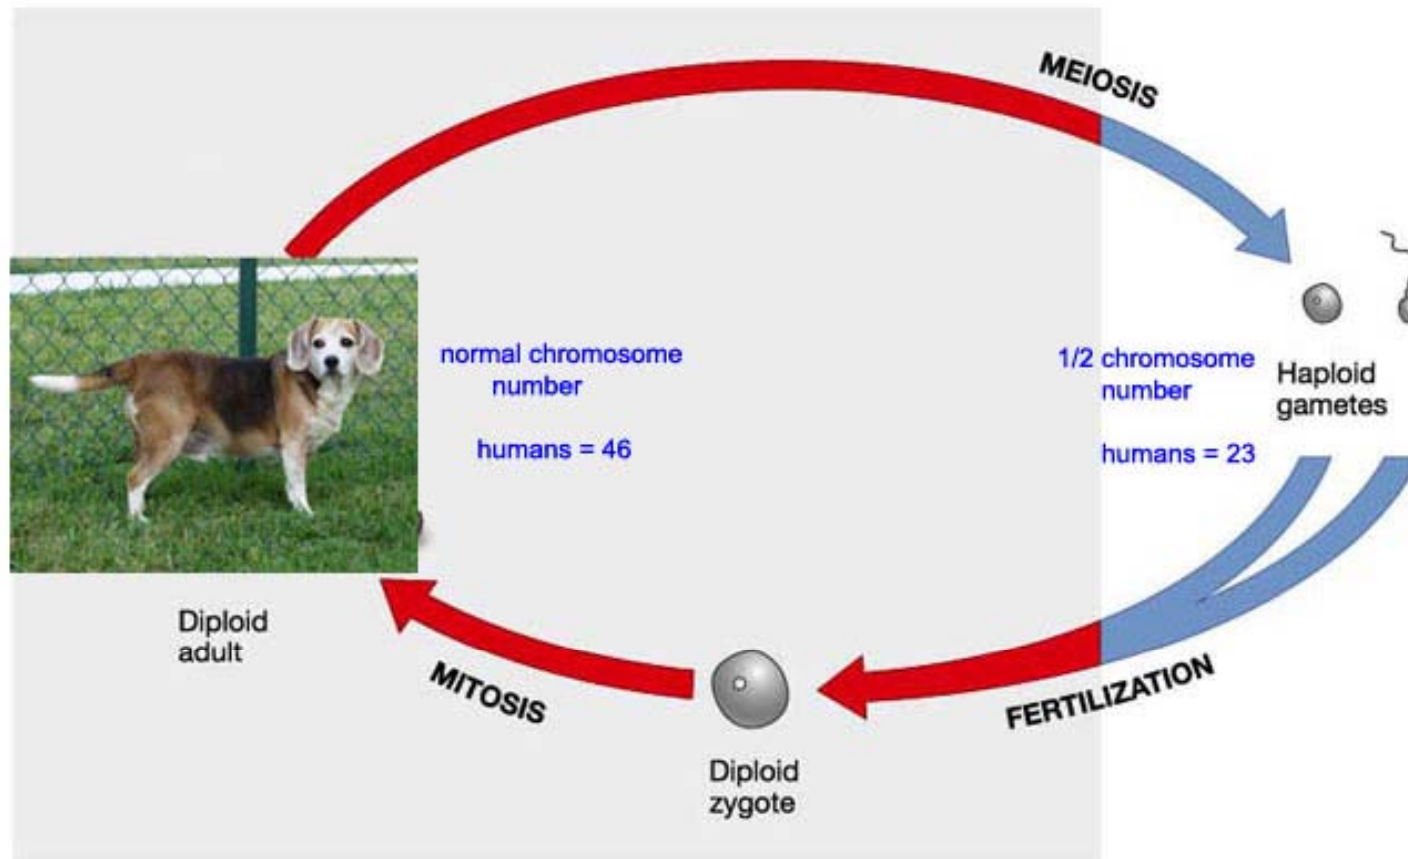 MEIOSIS
normal chromosome
number
humans = 46
1/2 chromosome
number
humans = 23
Haploid
gametes
Diploid
adult
MITOSIS
Diploid
zygote
FERTILIZATION